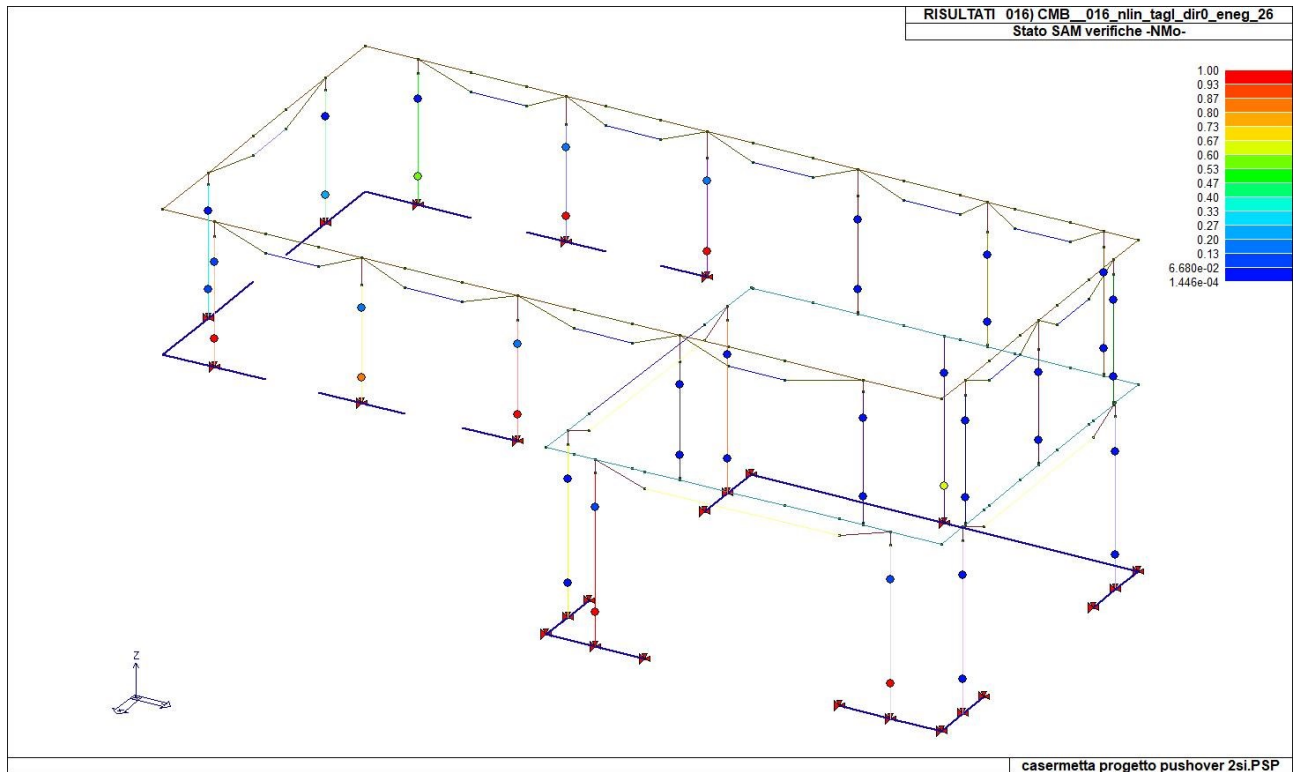 RISULTATI 016) CMB__016_nlin_tagl_dir0_eneg_26
Stato SAM verifiche -NMo-
1.00
0.93
0.87
0.80
0.73
0.67
0.60
0.53
0.47
0.40
0.33
0.27
0.20
0.13
6.680e-02
1.446e-04
Z
casermetta progetto pushover 2si.PSP